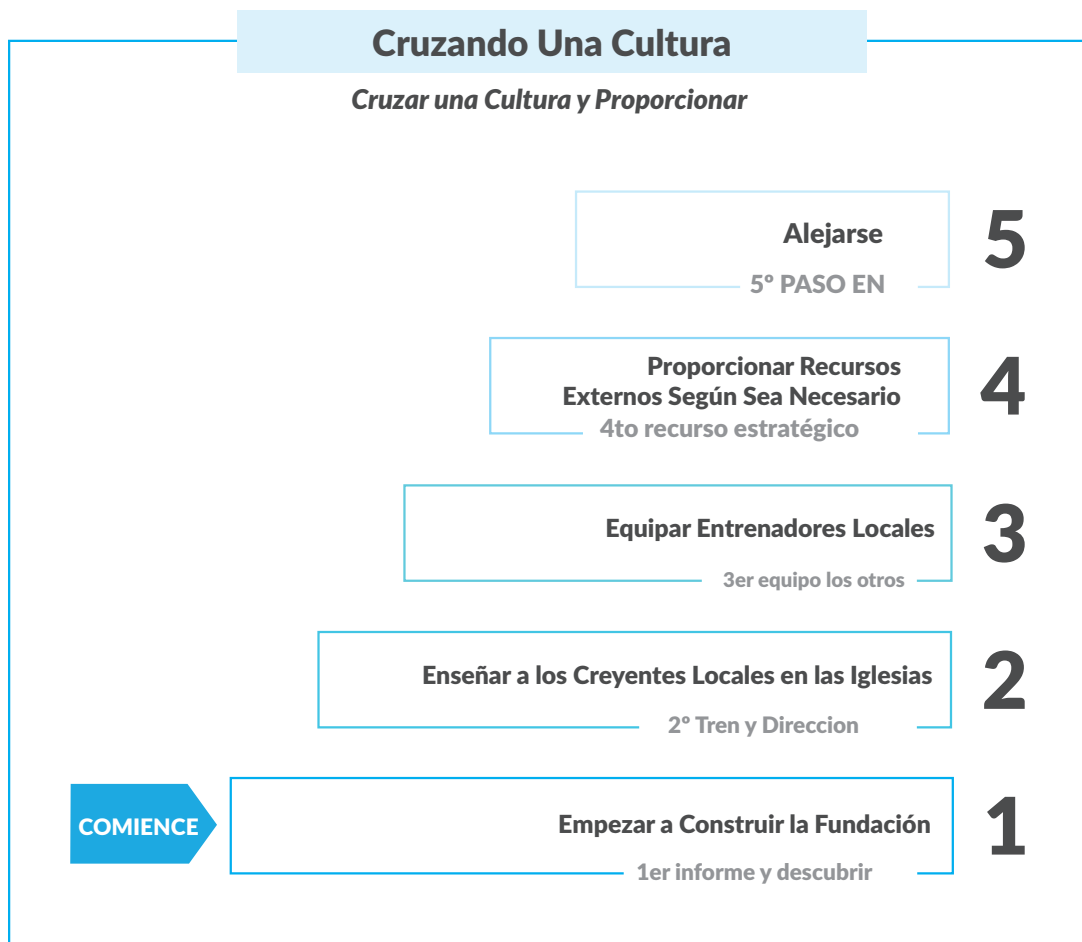 Cruzando Una Cultura
Cruzar una Cultura y Proporcionar
Alejarse
5
5º PASO EN
Proporcionar Recursos
Externos Según Sea Necesario
4
4to recurso estratégico
Equipar Entrenadores Locales
3
3er equipo los otros
Enseñar a los Creyentes Locales en las Iglesias
2
2º Tren y Direccion
COMIENCE
Empezar a Construir la Fundación
1
1er informe y descubrir